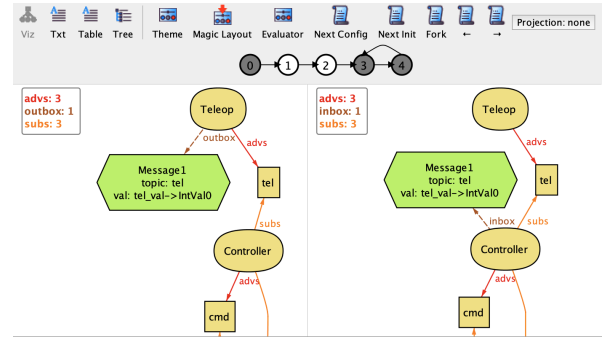 Viz Txt Table Tree Theme Magic Layout Evaluator Next Config Next Init Fork ← → Projection: none
0 1 2 3 4
advs: 3
outbox: 1
subs: 3
Teleop
outbox
advs
Message1
topic: tel
val: tel_val->IntVal0
tel
subs
Controller
advs
cmd
advs: 3
inbox: 1
subs: 3
Teleop
advs
Message1
topic: tel
val: tel_val->IntVal0
tel
inbox
subs
Controller
advs
cmd